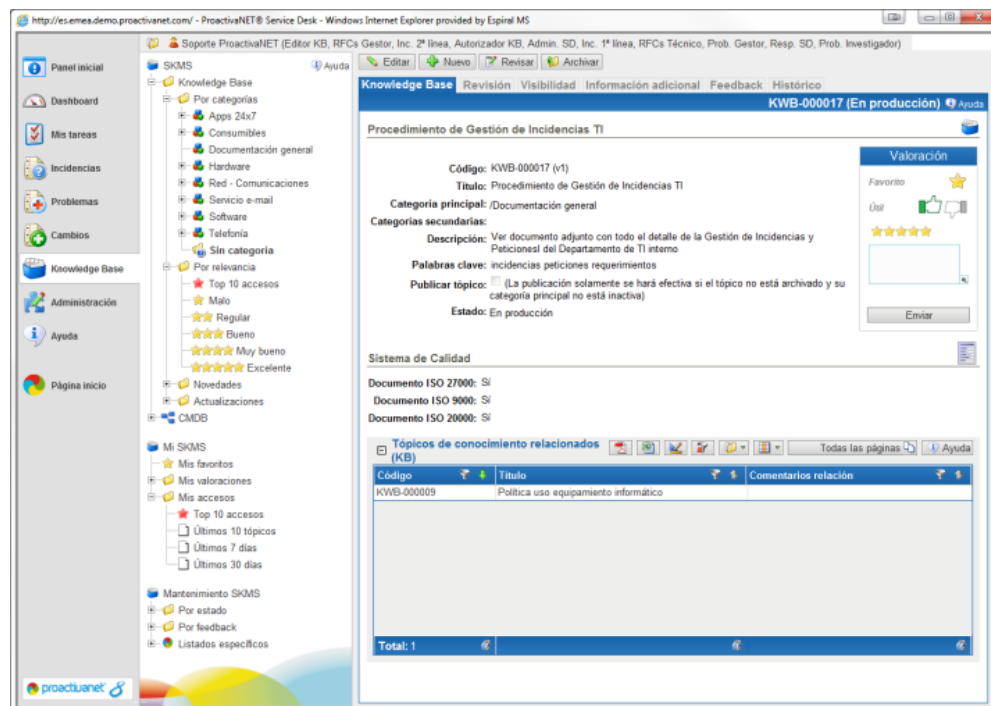 http://es.emea.demo.proactivanet.com/ - ProactivaNET® Service Desk - Windows Internet Explorer provided by Espiral MS
Soporte ProactivaNET (Editor KB, RFCs Gestor, Inc. 2ª línea, Autorizador KB, Admin. SD, Inc. 1ª línea, RFCs Técnico, Prob. Gestor, Resp. SD, Prob. Investigador)
Panel inicial
Dashboard
Mis tareas
Incidencias
Problemas
Cambios
Knowledge Base
Administración
Ayuda
Página inicio
proactivanet 8
SKMS
Ayuda
Knowledge Base
Por categorías
Apps 24x7
Consumibles
Documentación general
Hardware
Red - Comunicaciones
Servicio e-mail
Software
Telefonía
Sin categoría
Por relevancia
Top 10 accesos
Malo
Regular
Bueno
Muy bueno
Excelente
Novedades
Actualizaciones
CMDB
Mi SKMS
Mis favoritos
Mis valoraciones
Mis accesos
Top 10 accesos
Últimos 10 tópicos
Últimos 7 días
Últimos 30 días
Mantenimiento SKMS
Por estado
Por feedback
Listados específicos
Editar Nuevo Revisar Archivar
Knowledge Base Revisión Visibilidad Información adicional Feedback Histórico
KWB-000017 (En producción) Ayuda
Procedimiento de Gestión de Incidencias TI
Código: KWB-000017 (v1)
Título: Procedimiento de Gestión de Incidencias TI
Categoría principal: /Documentación general
Categorías secundarias:
Descripción: Ver documento adjunto con todo el detalle de la Gestión de Incidencias y
Peticionesl del Departamento de TI interno
Palabras clave: incidencias peticiones requerimientos
Publicar tópico: (La publicación solamente se hará efectiva si el tópico no está archivado y su
categoría principal no está inactiva)
Estado: En producción
Valoración
Favorito
Útil
Enviar
Sistema de Calidad
Documento ISO 27000: Sí
Documento ISO 9000: Sí
Documento ISO 20000: Sí
Tópicos de conocimiento relacionados
(KB)
Todas las páginas Ayuda
Código Título Comentarios relación
KWB-000009 Política uso equipamiento informático
Total: 1